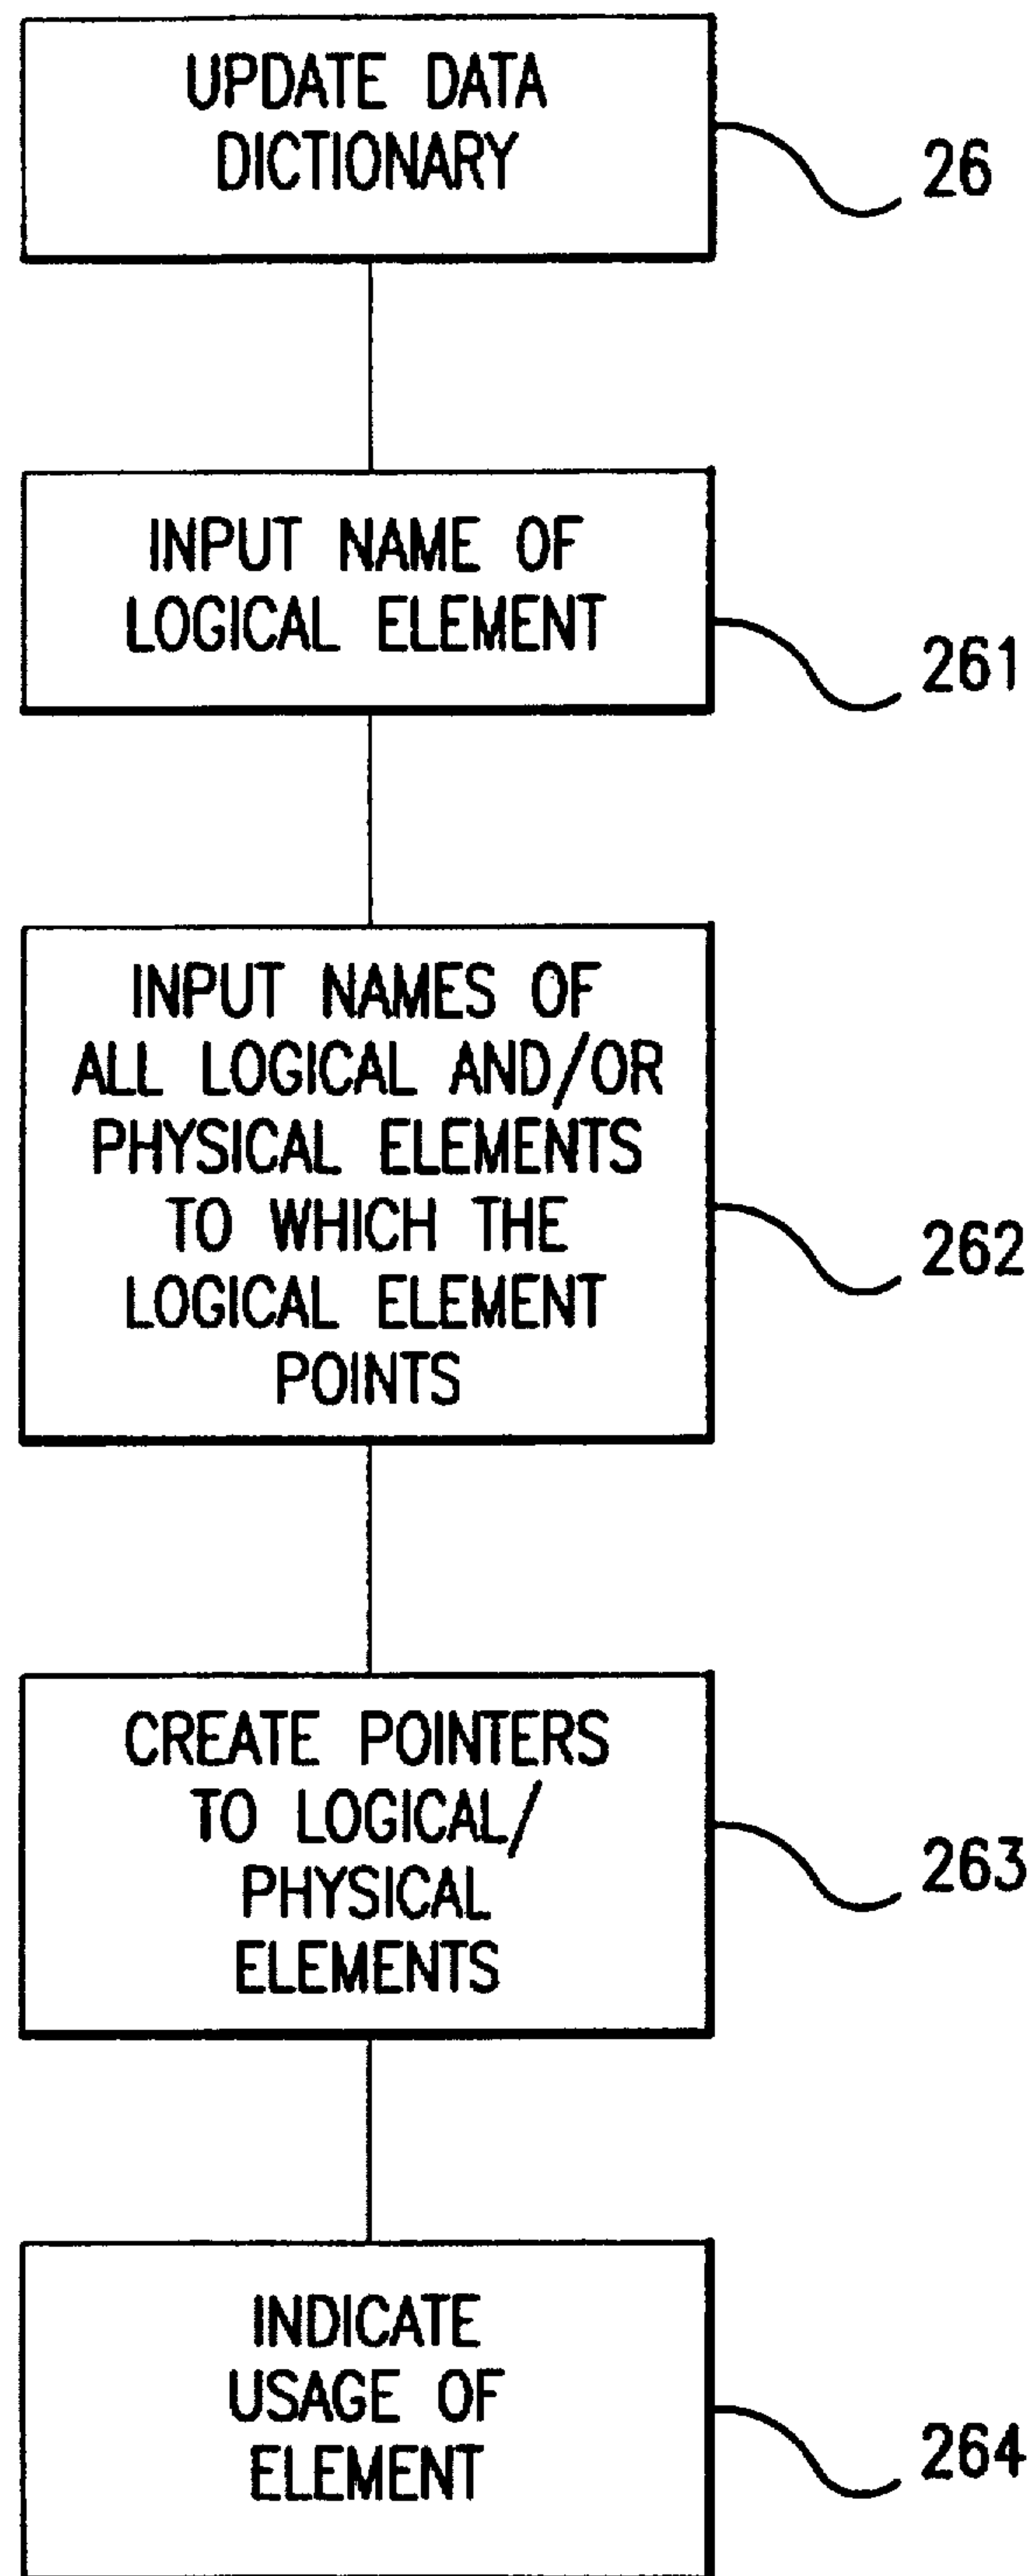 UPDATE DATA
DICTIONARY
26
INPUT NAME OF
LOGICAL ELEMENT
261
INPUT NAMES OF
ALL LOGICAL AND/OR
PHYSICAL ELEMENTS
TO WHICH THE
LOGICAL ELEMENT
POINTS
262
CREATE POINTERS
TO LOGICAL/
PHYSICAL
ELEMENTS
263
INDICATE
USAGE OF
ELEMENT
264